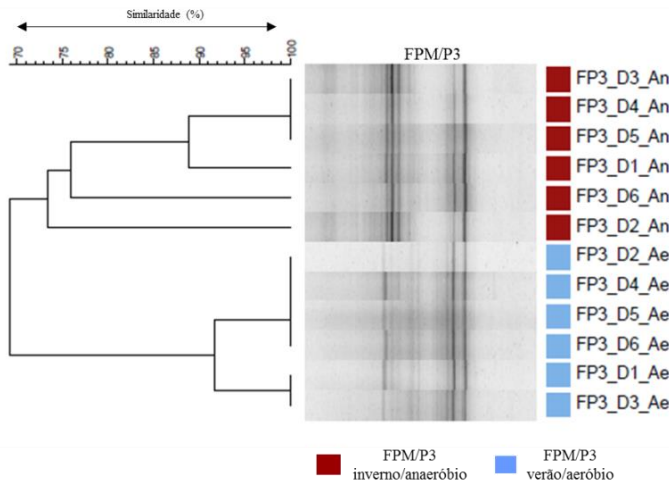 Similaridade (%)
70 75 80 85 90 95 100
FPM/P3
FP3_D3_An
FP3_D4_An
FP3_D5_An
FP3_D1_An
FP3_D6_An
FP3_D2_An
FP3_D2_Ae
FP3_D4_Ae
FP3_D5_Ae
FP3_D6_Ae
FP3_D1_Ae
FP3_D3_Ae
FPM/P3
inverno/anaeróbio
FPM/P3
verão/aeróbio